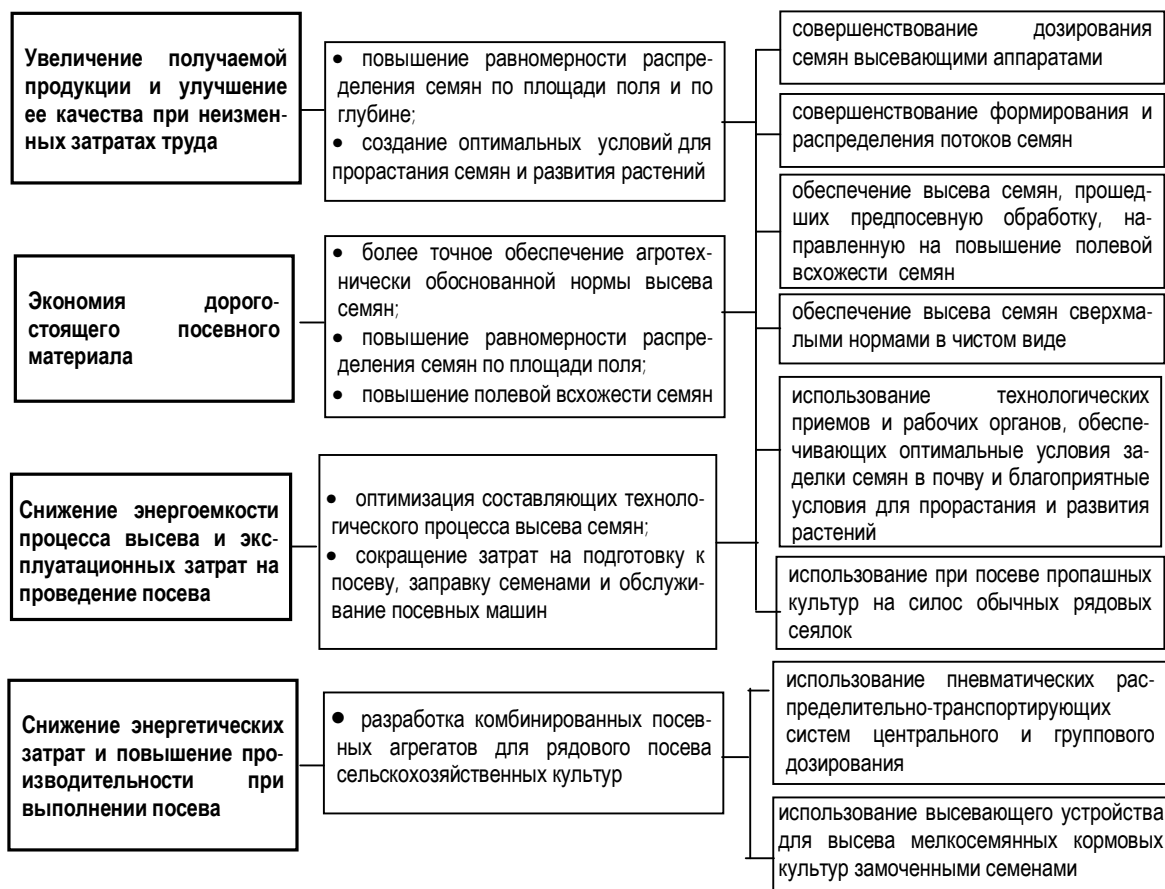 Увеличение получаемой
продукции и улучшение
ее качества при неизмен-
ных затратах труда
• повышение равномерности распре-
деления семян по площади поля и по
глубине;
• создание оптимальных условий для
прорастания семян и развития растений
совершенствование дозирования
семян высевающими аппаратами
совершенствование формирования и
распределения потоков семян
обеспечение высева семян, прошед-
ших предпосевную обработку, на-
правленную на повышение полевой
всхожести семян
Экономия дорого-
стоящего посевного
материала
• более точное обеспечение агротех-
нически обоснованной нормы высева
семян;
• повышение равномерности распре-
деления семян по площади поля;
• повышение полевой всхожести семян
обеспечение высева семян сверхма-
лыми нормами в чистом виде
использование технологических
приемов и рабочих органов, обеспе-
чивающих оптимальные условия за-
делки семян в почву и благоприятные
условия для прорастания и развития
растений
Снижение энергоемкости
процесса высева и экс-
плуатационных затрат на
проведение посева
• оптимизация составляющих техноло-
гического процесса высева семян;
• сокращение затрат на подготовку к
посеву, заправку семенами и обслужи-
вание посевных машин
использование при посеве пропашных
культур на силос обычных рядовых
сеялок
Снижение энергетических
затрат и повышение про-
изводительности при
выполнении посева
• разработка комбинированных посев-
ных агрегатов для рядового посева
сельскохозяйственных культур
использование пневматических рас-
пределительно-транспортирующих
систем центрального и группового
дозирования
использование высевающего устройства
для высева мелкосемянных кормовых
культур замоченными семенами